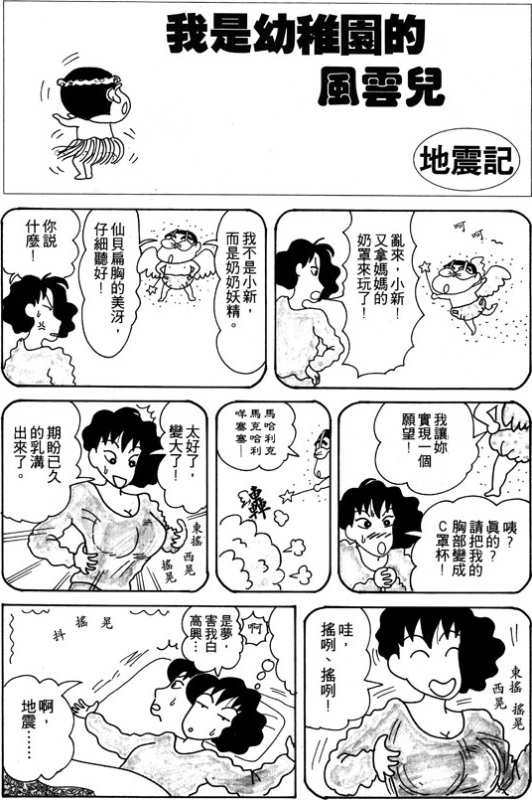 我是幼稚園的
風雲兒
地震記
呵
呵
亂來，小新！
又拿媽媽的
奶罩來玩了！
我不是小新，
而是奶奶妖精。
仙貝扁胸的美冴，
仔細聽好！
你說
什麼！
我讓妳
實現一個
願望！
咦？
真的？
請把我的
胸部變成
C罩杯！
馬哈利克
馬克哈利
咪塞塞—
轟
太好了，
變大了！
期盼已久
的乳溝
出來了。
東搖
西晃
搖晃
哇，
搖咧、搖咧！
東搖
西晃
搖晃
啊
是夢，
害我白
高興…
搖晃
抖
啊，
地震……